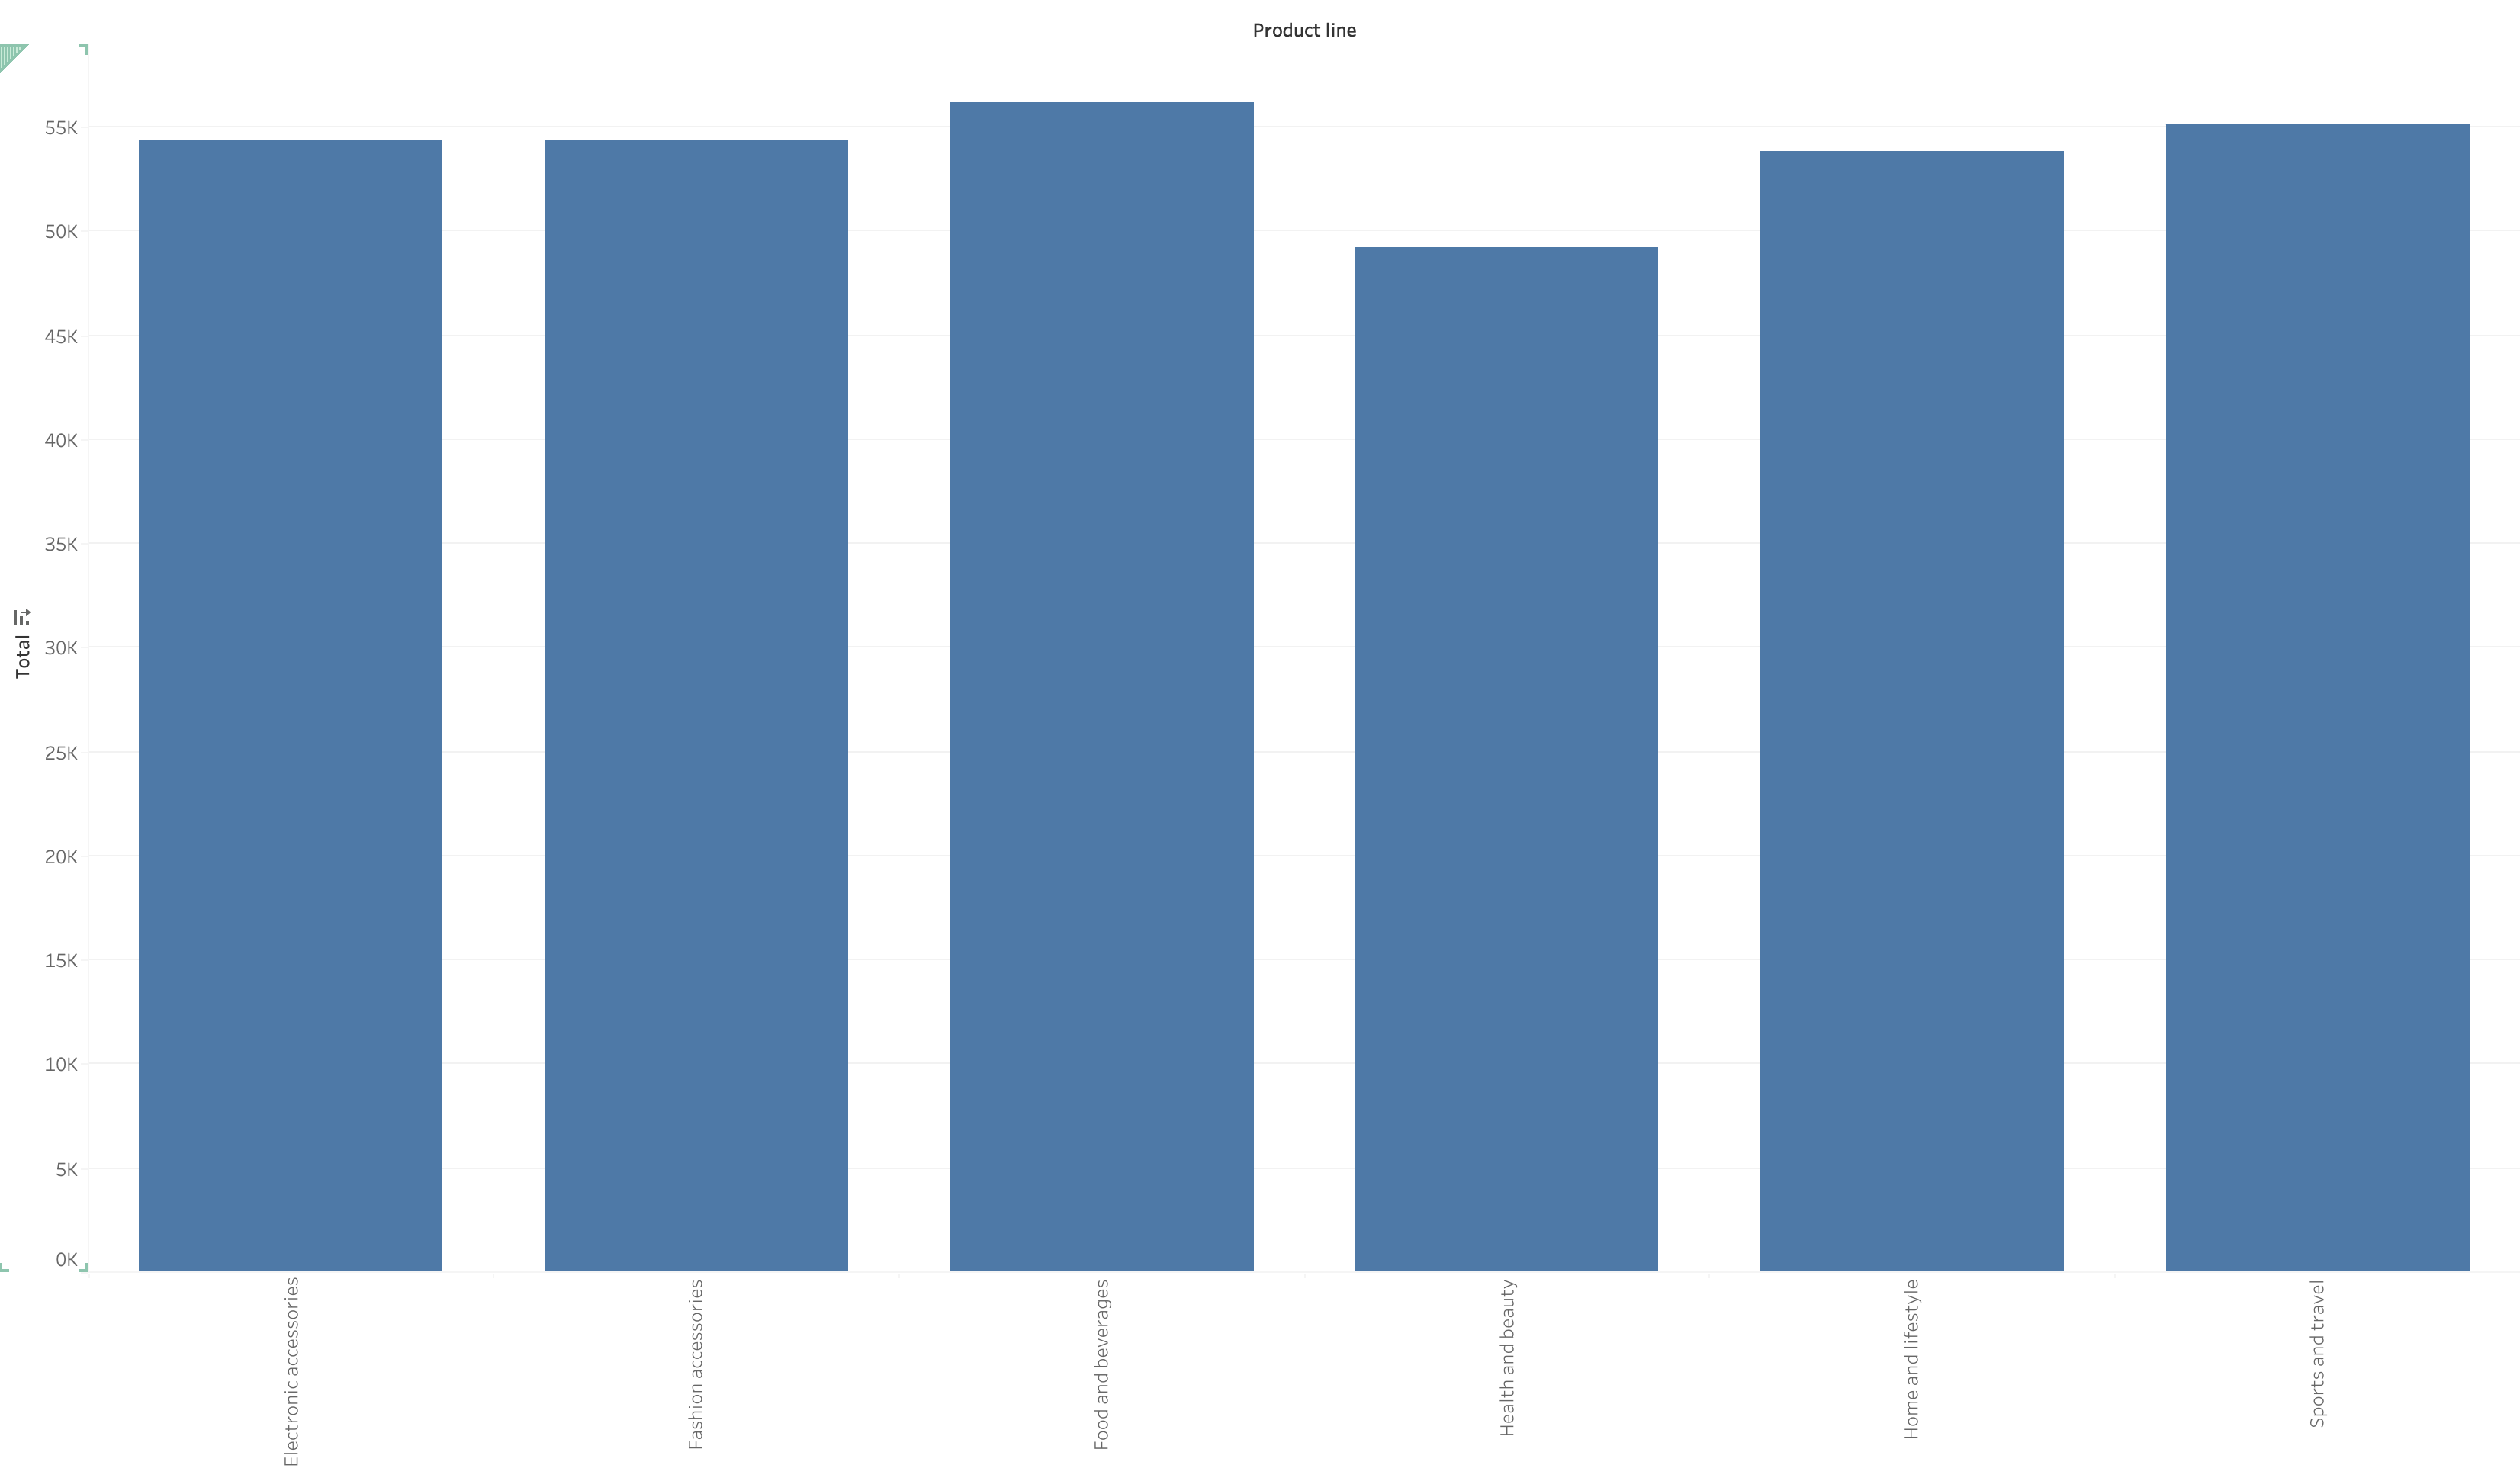 Product line
55K
50K
45K
40K
35K
30K
25K
20K
15K
10K
5K
0K
Total
Electronic accessories
Fashion accessories
Food and beverages
Health and beauty
Home and lifestyle
Sports and travel